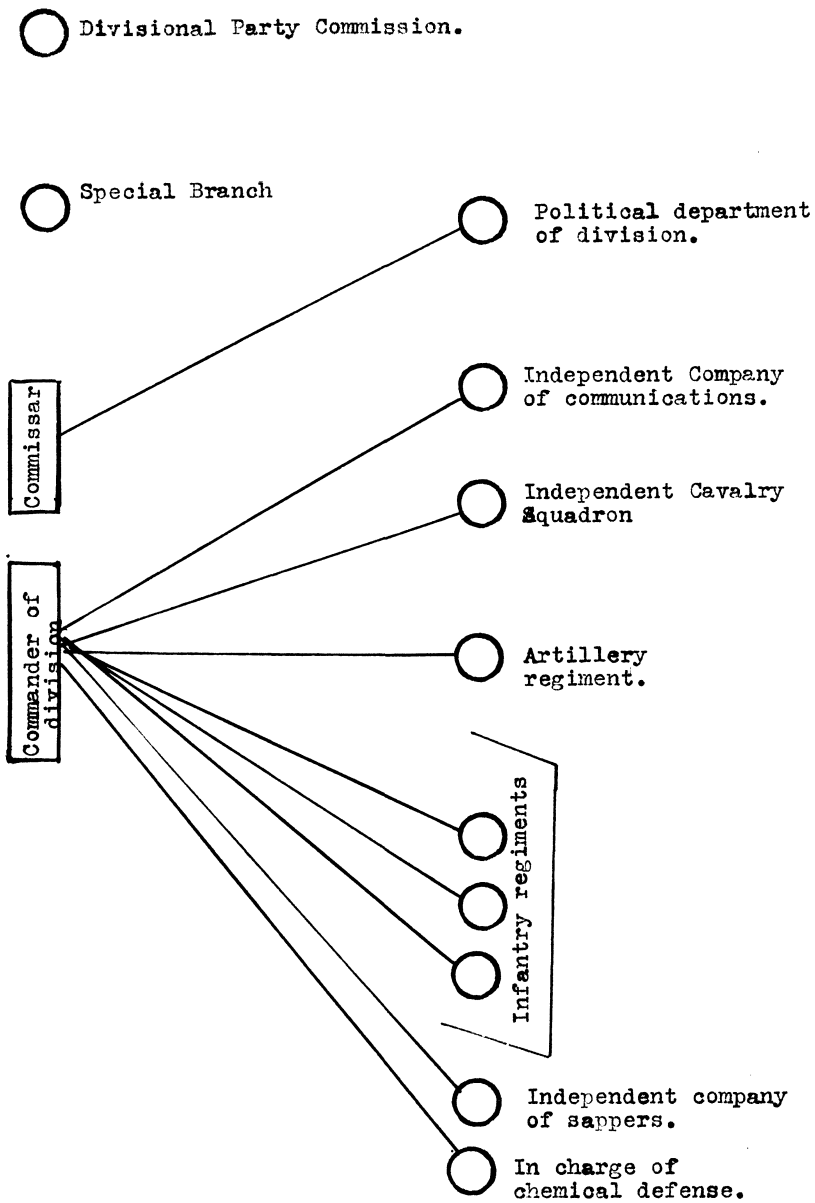 Divisional Party Commission.
Special Branch
Political department
of division.
Commissar
Independent Company
of communications.
Independent Cavalry
Squadron
Commander of
division
Artillery
regiment.
Infantry regiments
Independent company
of sappers.
In charge of
chemical defense.